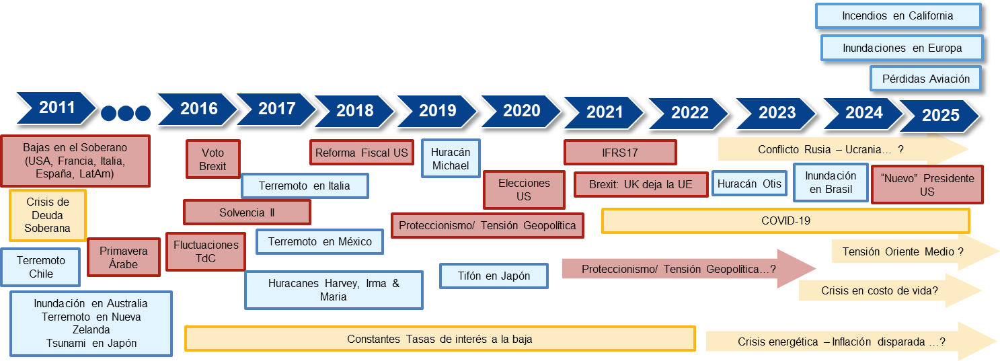 Incendios en California
Inundaciones en Europa
Pérdidas Aviación
2011
2016
2017
2018
2019
2020
2021
2022
2023
2024
2025
Bajas en el Soberano
(USA, Francia, Italia,
España, LatAm)
Voto
Brexit
Reforma Fiscal US
Huracán
Michael
IFRS17
Conflicto Rusia – Ucrania… ?
Terremoto en Italia
Elecciones
US
Brexit: UK deja la UE
Huracán Otis
Inundación
en Brasil
“Nuevo” Presidente
US
Crisis de
Deuda
Soberana
Solvencia II
Proteccionismo/ Tensión Geopolítica
COVID-19
Primavera
Árabe
Fluctuaciones
TdC
Terremoto en México
Tensión Oriente Medio ?
Terremoto
Chile
Huracanes Harvey, Irma &
Maria
Tifón en Japón
Proteccionismo/ Tensión Geopolítica…?
Crisis en costo de vida?
Inundación en Australia
Terremoto en Nueva
Zelanda
Tsunami en Japón
Constantes Tasas de interés a la baja
Crisis energética – Inflación disparada …?